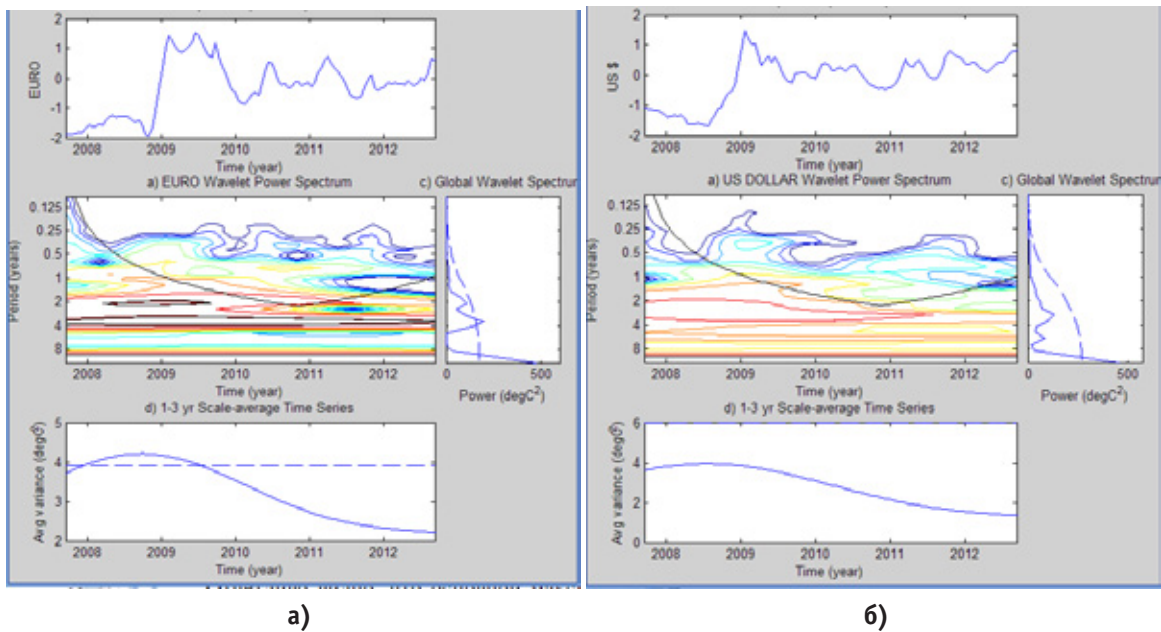 2
1
0
-1
-2
EURO
2008 2009 2010 2011 2012
Time (year)
a) EURO Wavelet Power Spectrum
c) Global Wavelet Spectrur
0.125
0.25
0.5
1
2
4
8
Period (years)
2008 2009 2010 2011 2012
Time (year)
0 500
Power (degC²)
d) 1-3 yr Scale-average Time Series
5
4
3
2
Avg variance
2008 2009 2010 2011 2012
Time (year)
а)
2
1
0
-1
-2
US $
2008 2009 2010 2011 2012
Time (year)
a) US DOLLAR Wavelet Power Spectrum
c) Global Wavelet Spectrur
0.125
0.25
0.5
1
2
4
8
Period (years)
2008 2009 2010 2011 2012
Time (year)
0 500
Power (degC²)
d) 1-3 yr Scale-average Time Series
6
4
2
0
Avg variance
2008 2009 2010 2011 2012
Time (year)
б)